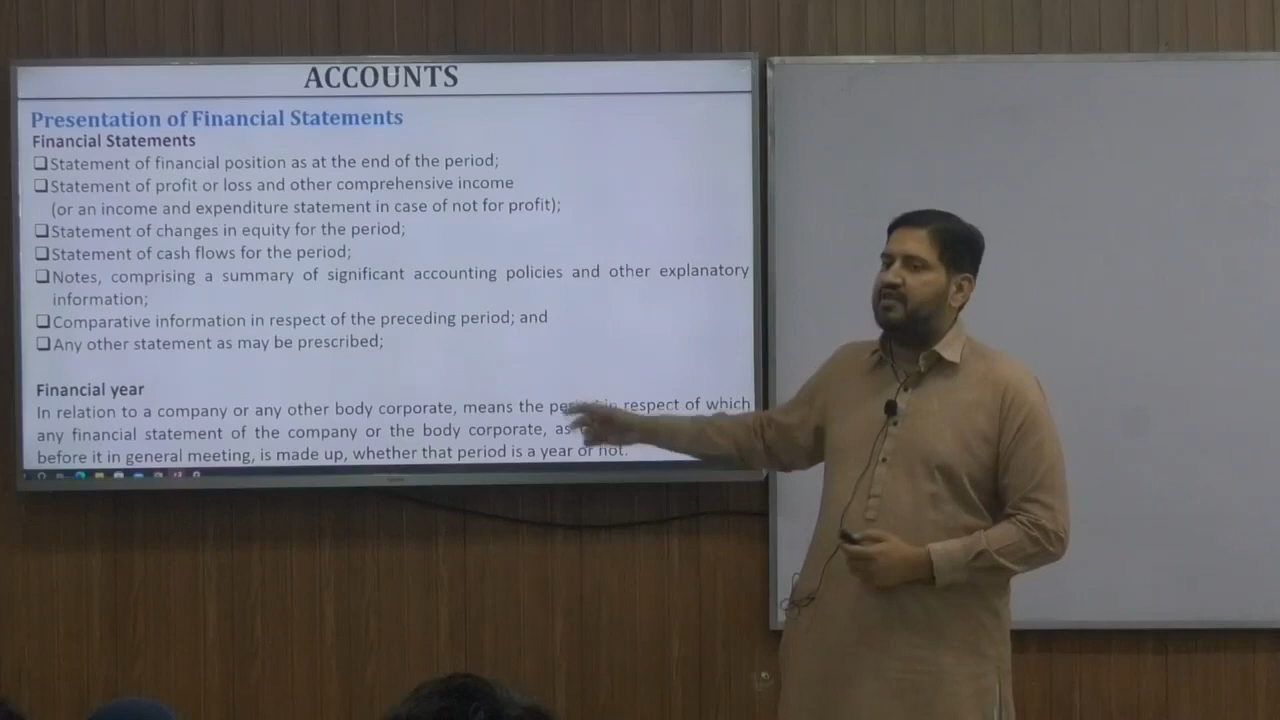 ACCOUNTS
Presentation of Financial Statements
Financial Statements
❑Statement of financial position as at the end of the period;
❑Statement of profit or loss and other comprehensive income
(or an income and expenditure statement in case of not for profit);
❑Statement of changes in equity for the period;
❑Statement of cash flows for the period;
❑Notes, comprising a summary of significant accounting policies and other explanatory
information;
❑Comparative information in respect of the preceding period; and
❑Any other statement as may be prescribed;
Financial year
In relation to a company or any other body corporate, means the in respect of which
any financial statement of the company or the body corporate, as
before it in general meeting, is made up, whether that period is a year or not.